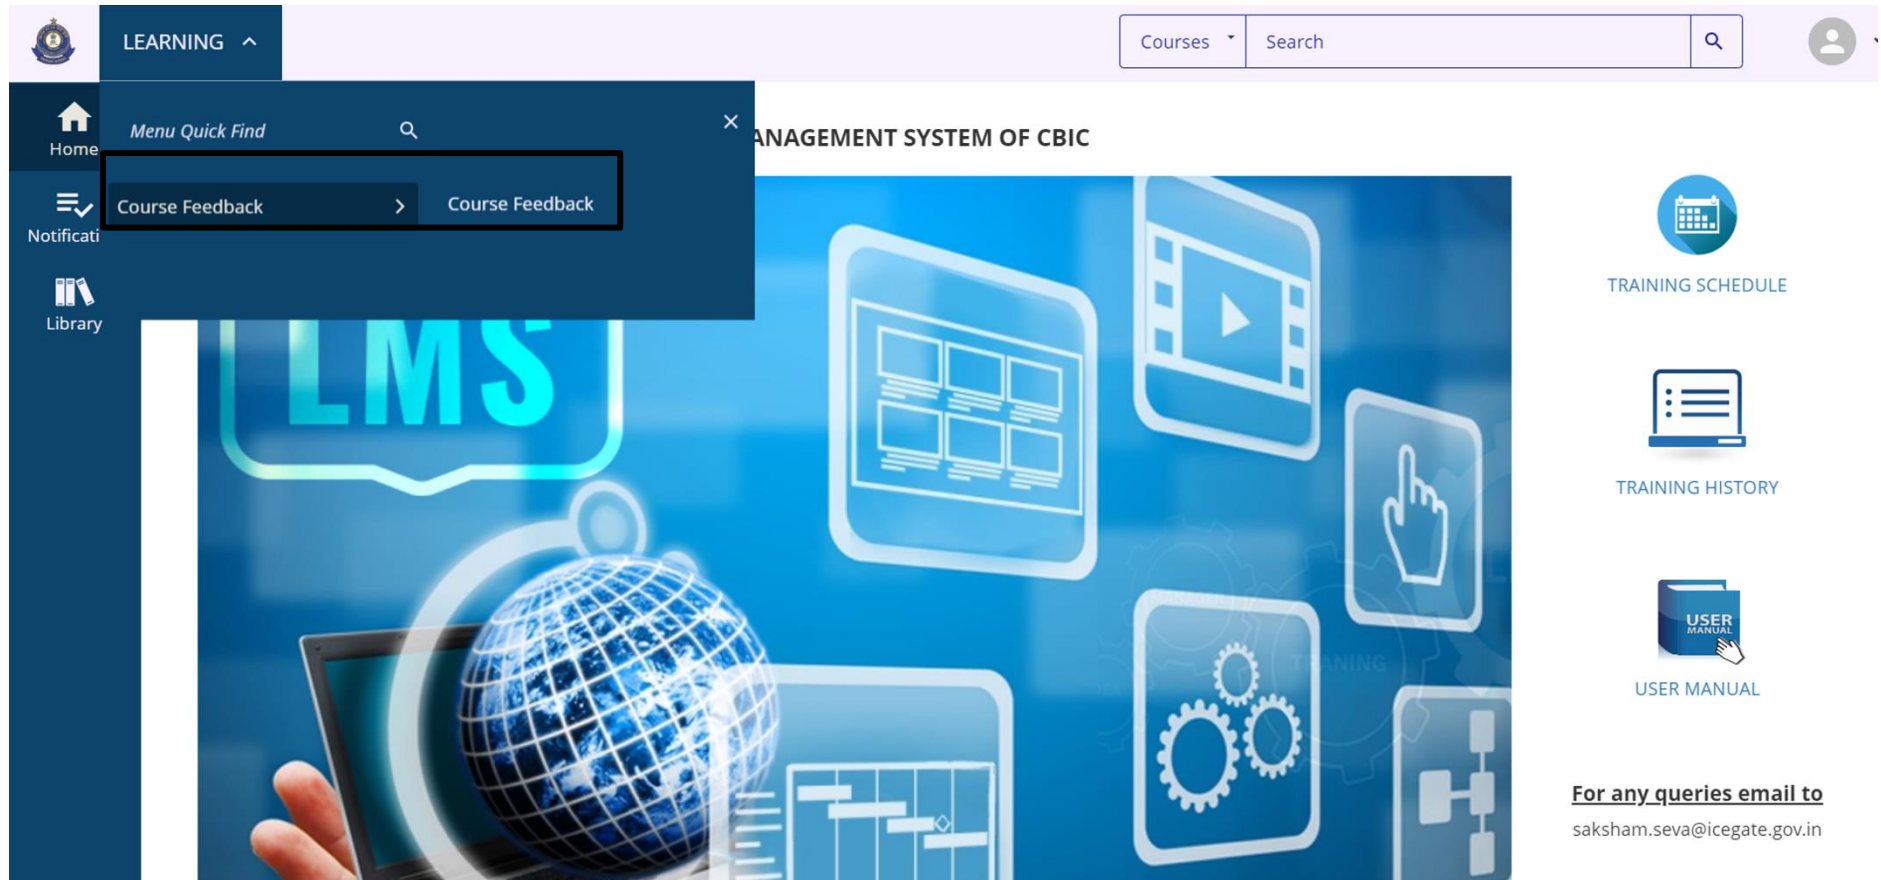 LEARNING
Courses
Search
Home
Menu Quick Find
ANAGEMENT SYSTEM OF CBIC
Course Feedback
Course Feedback
Notificati
Library
LMS
TRAINING SCHEDULE
TRAINING HISTORY
USER
MANUAL
USER MANUAL
TRANING
For any queries email to
saksham.seva@icegate.gov.in